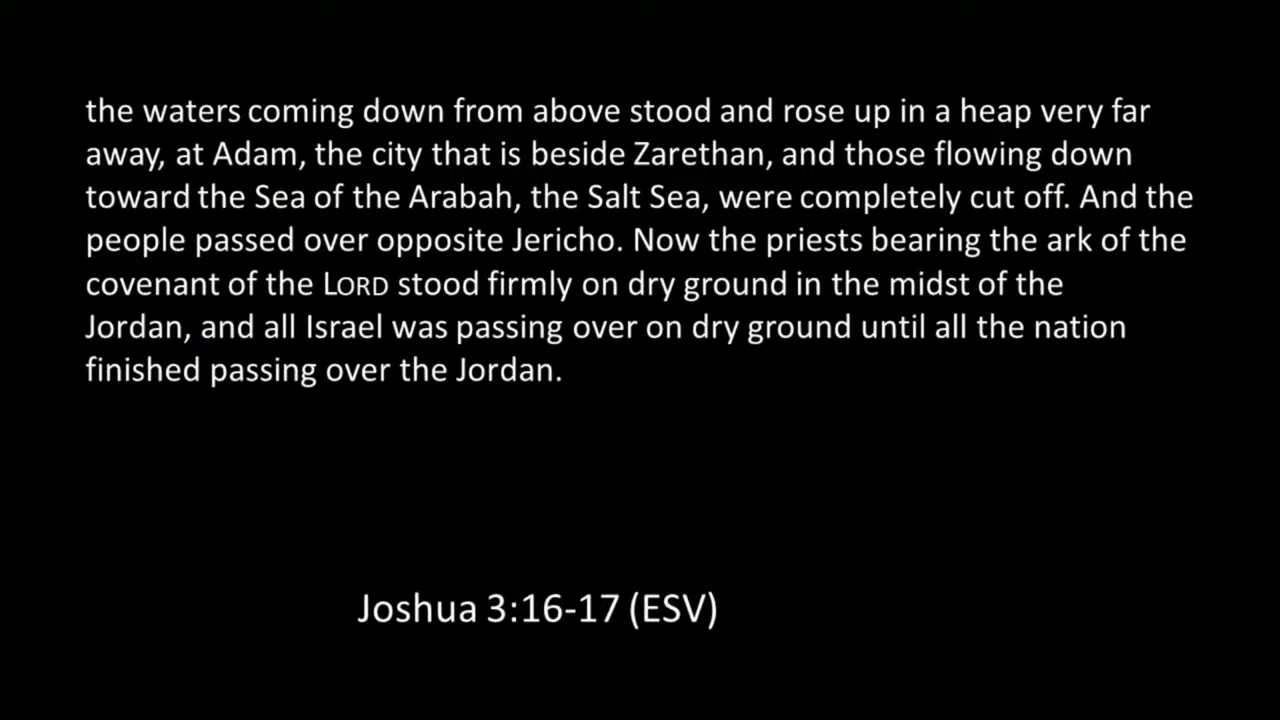 the waters coming down from above stood and rose up in a heap very far
away, at Adam, the city that is beside Zarethan, and those flowing down
toward the Sea of the Arabah, the Salt Sea, were completely cut off. And the
people passed over opposite Jericho. Now the priests bearing the ark of the
covenant of the LORD stood firmly on dry ground in the midst of the
Jordan, and all Israel was passing over on dry ground until all the nation
finished passing over the Jordan.
Joshua 3:16-17 (ESV)